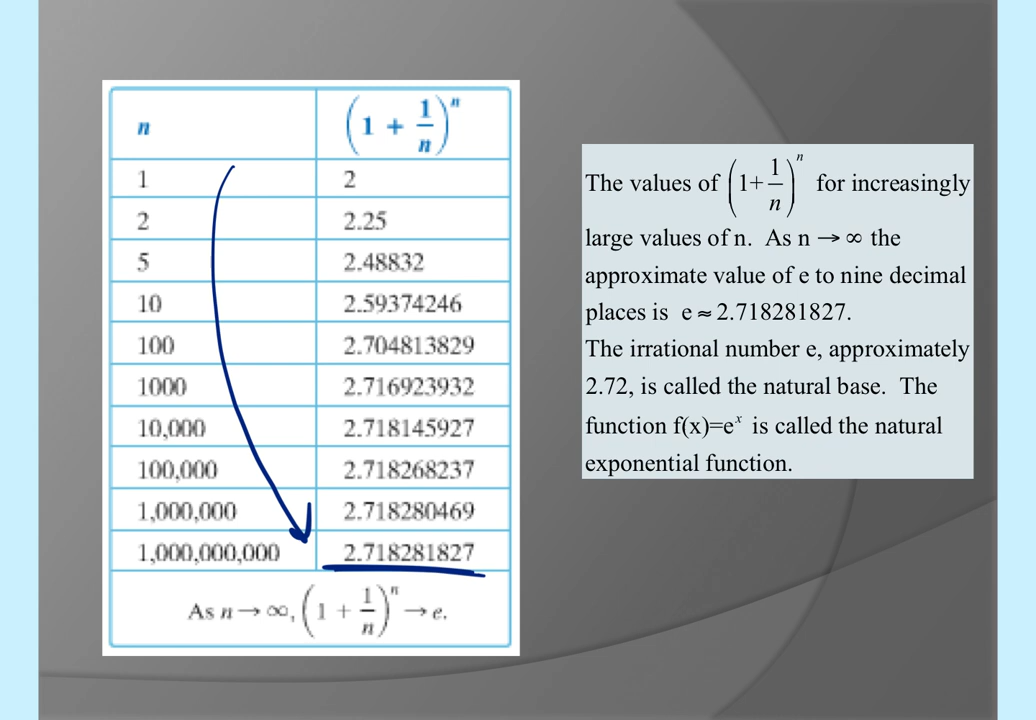 n (1 + 1/n)^n
1 2
2 2.25
5 2.48832
10 2.59374246
100 2.704813829
1000 2.716923932
10,000 2.718145927
100,000 2.718268237
1,000,000 2.718280469
1,000,000,000 2.718281827
As n → ∞, (1 + 1/n)^n → e.
The values of (1+1/n)^n for increasingly
large values of n. As n → ∞ the
approximate value of e to nine decimal
places is e ≈ 2.718281827.
The irrational number e, approximately
2.72, is called the natural base. The
function f(x)=e^x is called the natural
exponential function.